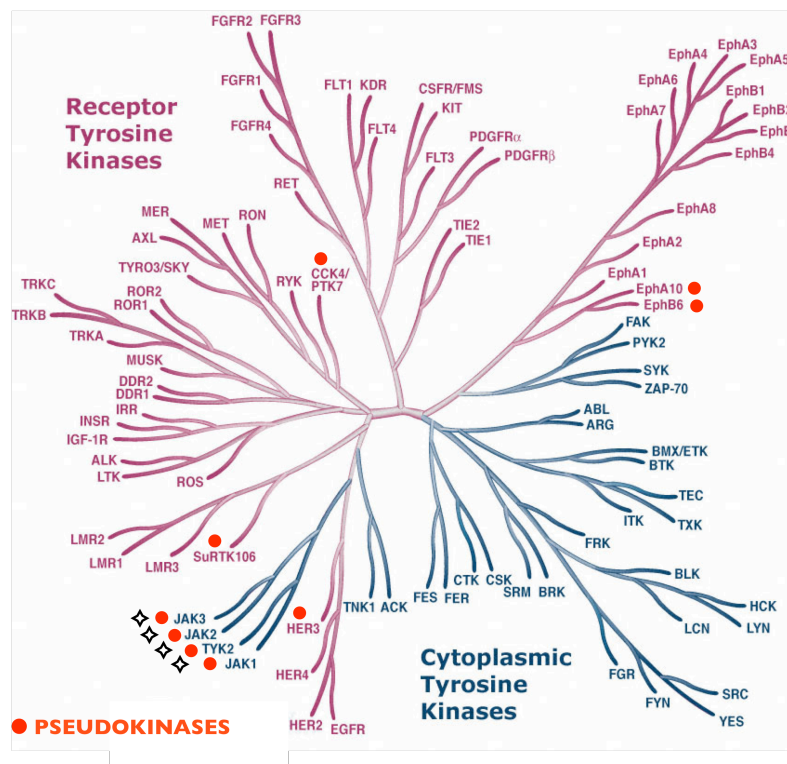 FGFR2 FGFR3
EphA3
EphA4
EphA5
EphA6
FGFR1
FLT1 KDR
CSFR/FMS
EphB1
Receptor
Tyrosine
Kinases
KIT
EphA7
FGFR4
FLT4
PDGFRα
EphB4
FLT3
PDGFRβ
RET
MER
RON
MET
EphA8
AXL
TIE2
TIE1
EphA2
TYRO3/SKY
CCK4/
PTK7
RYK
TRKC
EphA1
EphA10
ROR2
ROR1
EphB6
TRKB
FAK
TRKA
PYK2
MUSK
SYK
DDR2
ZAP-70
DDR1
IRR
ABL
INSR
ARG
IGF-1R
BMX/ETK
ALK
BTK
LTK
ROS
TEC
ITK
TXK
LMR2
FRK
SuRTK106
LMR1
LMR3
BLK
CTK CSK
FES FER
SRM BRK
TNK1 ACK
HCK
JAK3
LCN
LYN
HER3
JAK2
TYK2
JAK1
Cytoplasmic
Tyrosine
Kinases
HER4
FGR
FYN
SRC
HER2
EGFR
YES
PSEUDOKINASES